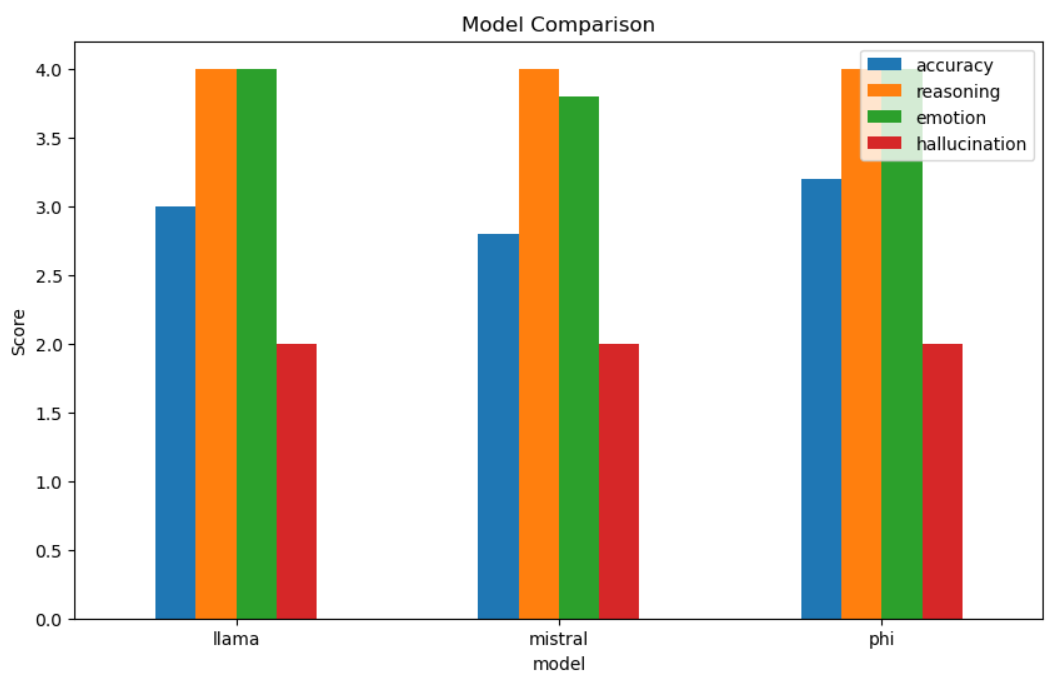 Model Comparison
accuracy
reasoning
emotion
hallucination
Score
4.0
3.5
3.0
2.5
2.0
1.5
1.0
0.5
0.0
llama
mistral
phi
model